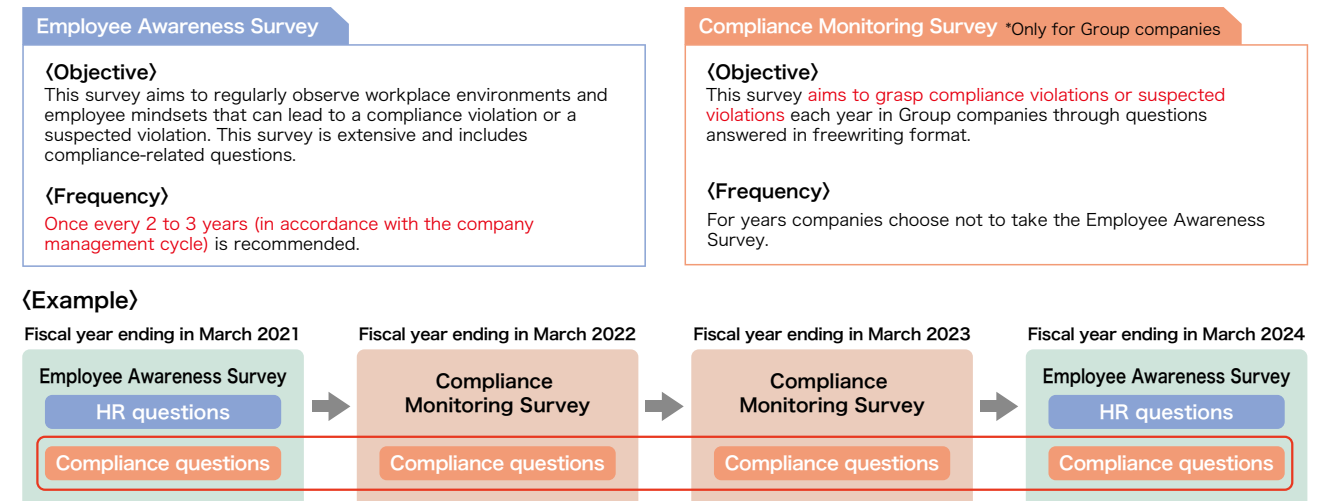 Employee Awareness Survey
〈Objective〉
This survey aims to regularly observe workplace environments and
employee mindsets that can lead to a compliance violation or a
suspected violation. This survey is extensive and includes
compliance-related questions.
〈Frequency〉
Once every 2 to 3 years (in accordance with the company
management cycle) is recommended.
Compliance Monitoring Survey *Only for Group companies
〈Objective〉
This survey aims to grasp compliance violations or suspected
violations each year in Group companies through questions
answered in freewriting format.
〈Frequency〉
For years companies choose not to take the Employee Awareness
Survey.
〈Example〉
Fiscal year ending in March 2021
Employee Awareness Survey
HR questions
Compliance questions
Fiscal year ending in March 2022
Compliance
Monitoring Survey
Compliance questions
Fiscal year ending in March 2023
Compliance
Monitoring Survey
Compliance questions
Fiscal year ending in March 2024
Employee Awareness Survey
HR questions
Compliance questions